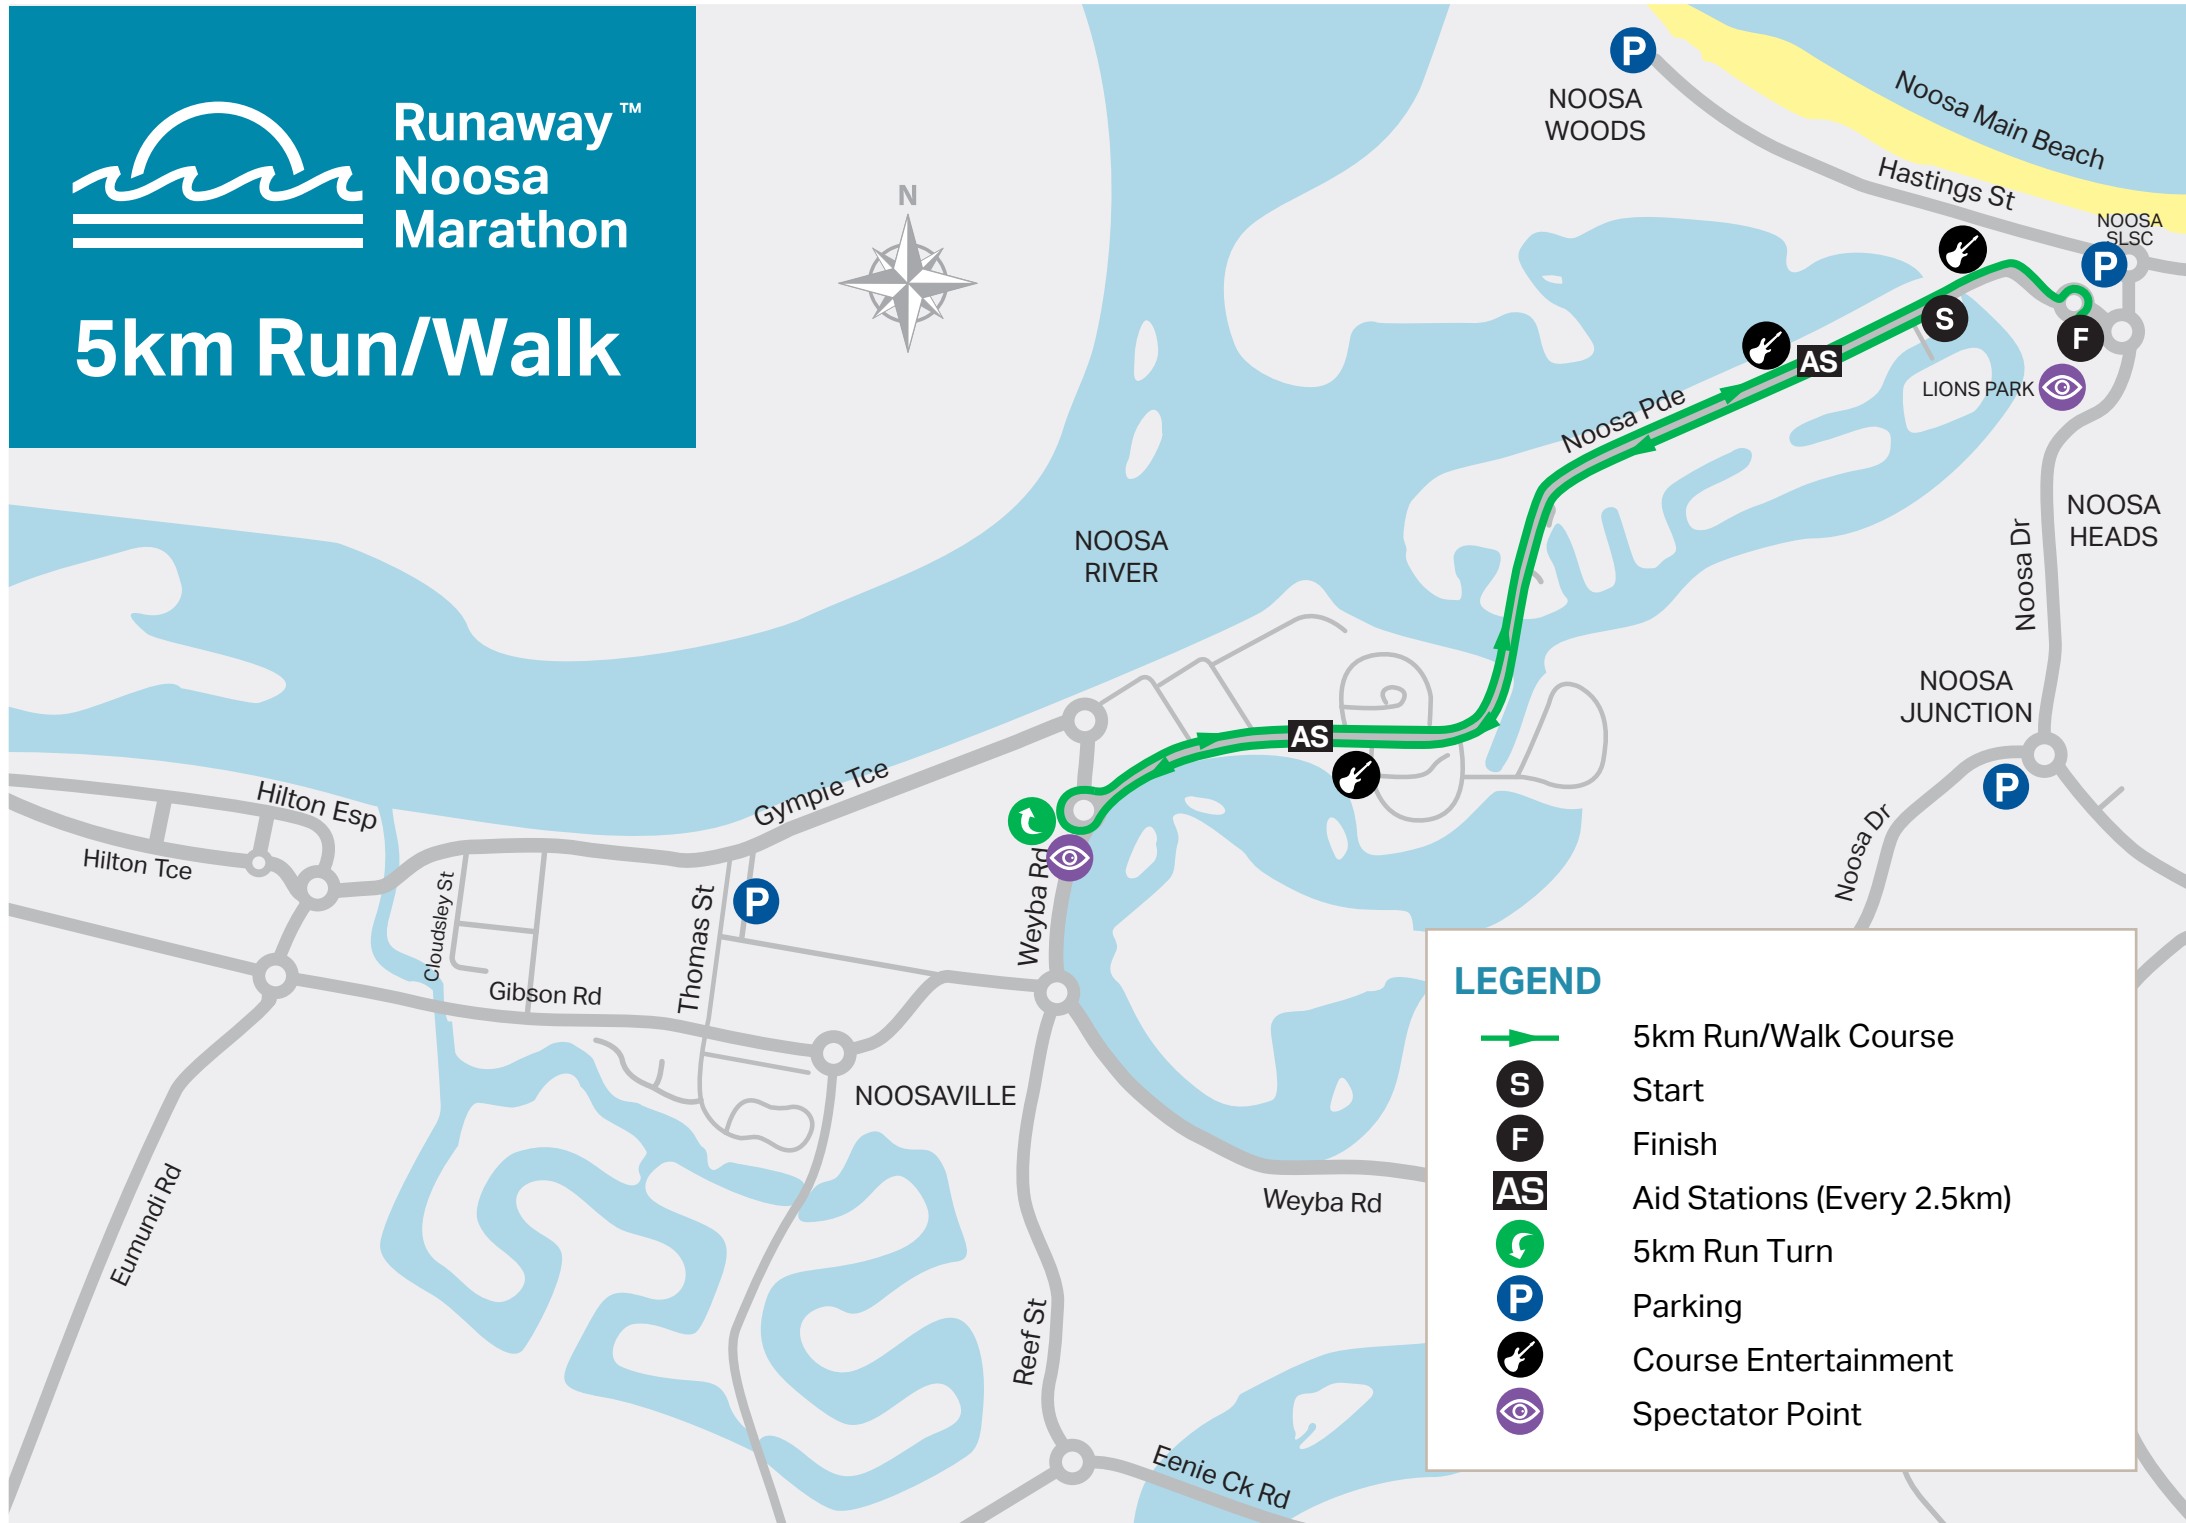 Runaway™
Noosa
Marathon
5km Run/Walk
N
P
NOOSA
WOODS
Noosa Main Beach
Hastings St
NOOSA
SLSC
P
S
F
AS
LIONS PARK
Noosa Pde
NOOSA
HEADS
Noosa Dr
NOOSA
RIVER
NOOSA
JUNCTION
P
Noosa Dr
AS
Gympie Tce
Hilton Esp
Hilton Tce
Cloudsley St
Thomas St
P
Weyba Rd
Gibson Rd
NOOSAVILLE
Weyba Rd
Eumundi Rd
Reef St
Eenie Ck Rd
LEGEND
5km Run/Walk Course
S Start
F Finish
AS Aid Stations (Every 2.5km)
5km Run Turn
P Parking
Course Entertainment
Spectator Point